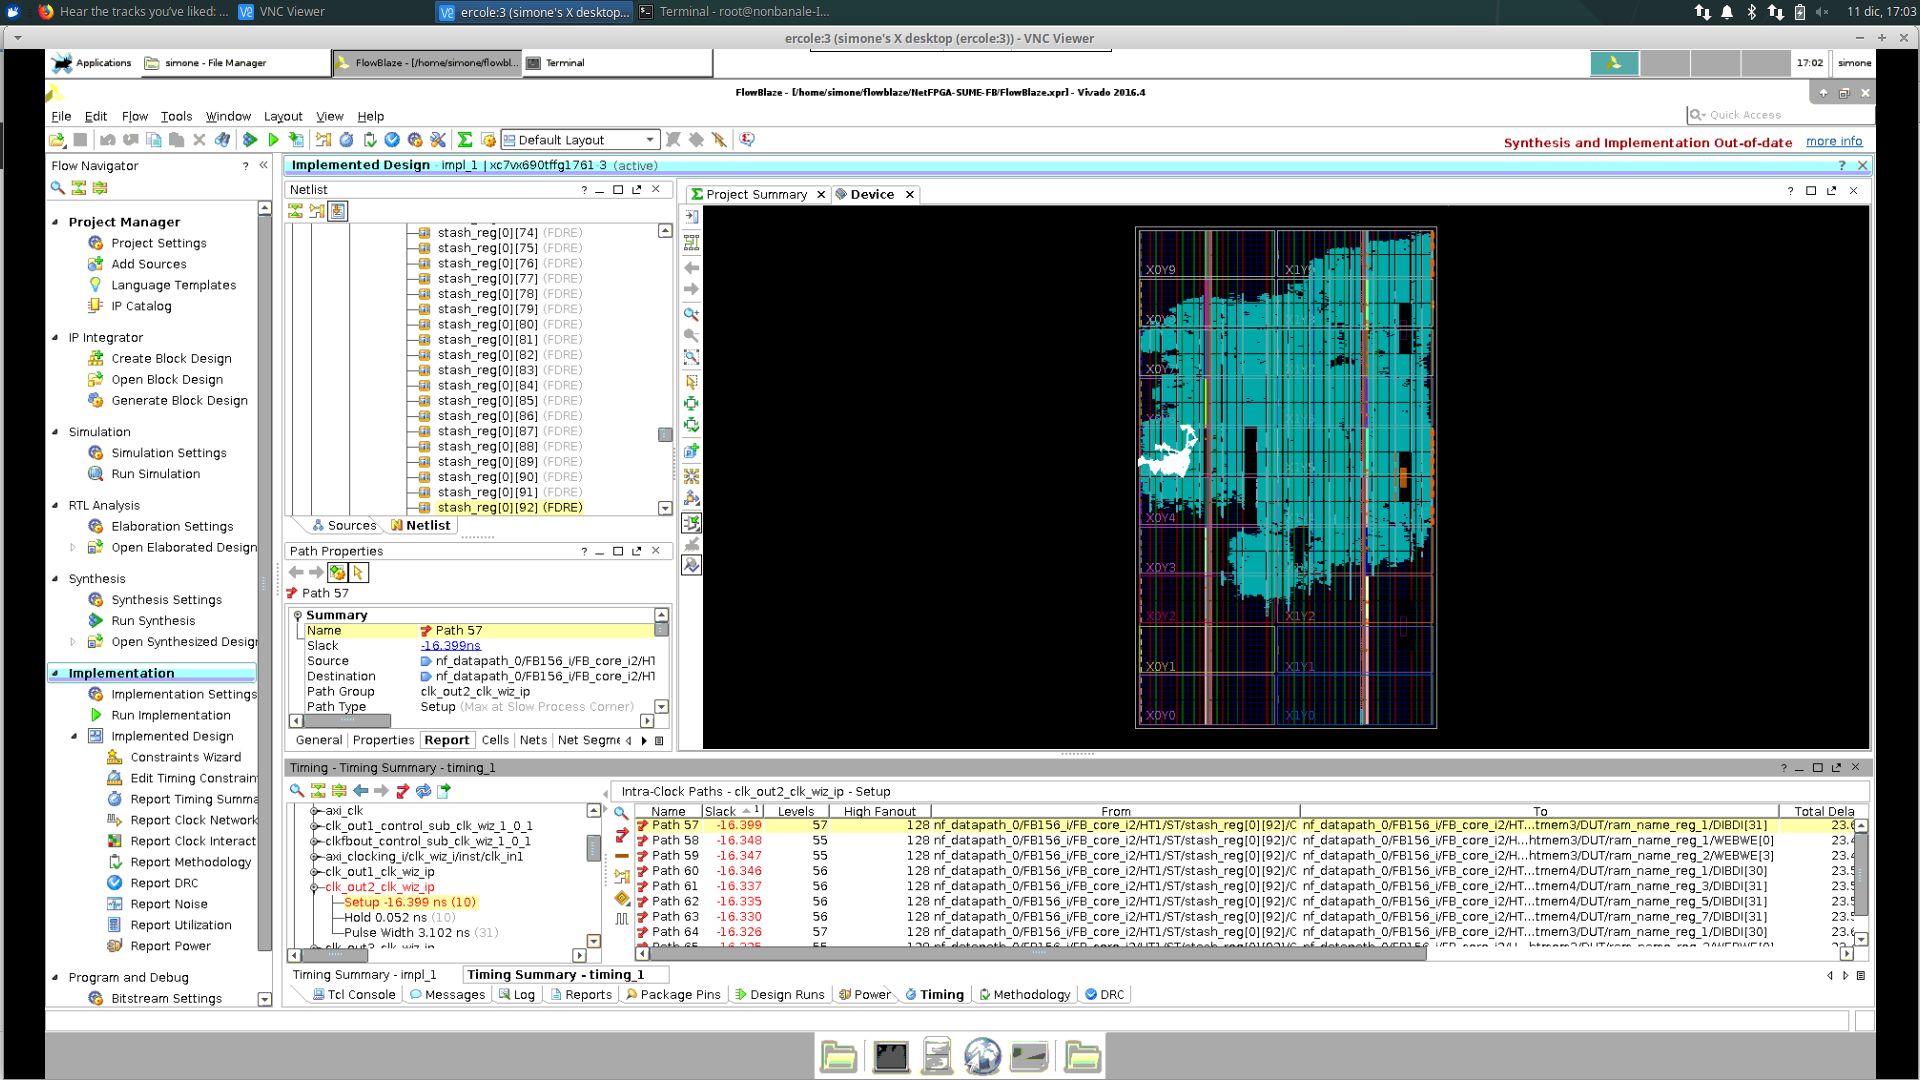 Hear the tracks you've liked: ...
VNC Viewer
ercole:3 (simone's X desktop...
Terminal - root@nonbanale-I...
11 dic, 17:03
ercole:3 (simone's X desktop (ercole:3)) - VNC Viewer
Applications
simone - File Manager
FlowBlaze - [/home/simone/flowbl...
Terminal
17:02
simone
FlowBlaze - [/home/simone/flowblaze/NetFPGA-SUME-FB/FlowBlaze.xpr] - Vivado 2016.4
File Edit Flow Tools Window Layout View Help
Quick Access
Default Layout
Synthesis and Implementation Out-of-date more info
Flow Navigator
Project Manager
Project Settings
Add Sources
Language Templates
IP Catalog
IP Integrator
Create Block Design
Open Block Design
Generate Block Design
Simulation
Simulation Settings
Run Simulation
RTL Analysis
Elaboration Settings
Open Elaborated Design
Synthesis
Synthesis Settings
Run Synthesis
Open Synthesized Design
Implementation
Implementation Settings
Run Implementation
Implemented Design
Constraints Wizard
Edit Timing Constrain
Report Timing Summa
Report Clock Network
Report Clock Interact
Report Methodology
Report DRC
Report Noise
Report Utilization
Report Power
Program and Debug
Bitstream Settings
Implemented Design - impl_1 | xc7vx690tffg1761-3 (active)
Netlist
stash_reg[0][74] (FDRE)
stash_reg[0][75] (FDRE)
stash_reg[0][76] (FDRE)
stash_reg[0][77] (FDRE)
stash_reg[0][78] (FDRE)
stash_reg[0][79] (FDRE)
stash_reg[0][80] (FDRE)
stash_reg[0][81] (FDRE)
stash_reg[0][82] (FDRE)
stash_reg[0][83] (FDRE)
stash_reg[0][84] (FDRE)
stash_reg[0][85] (FDRE)
stash_reg[0][86] (FDRE)
stash_reg[0][87] (FDRE)
stash_reg[0][88] (FDRE)
stash_reg[0][89] (FDRE)
stash_reg[0][90] (FDRE)
stash_reg[0][91] (FDRE)
stash_reg[0][92] (FDRE)
Sources Netlist
Path Properties
Path 57
Summary
Name Path 57
Slack -16.399ns
Source nf_datapath_0/FB156_i/FB_core_i2/HT
Destination nf_datapath_0/FB156_i/FB_core_i2/HT
Path Group clk_out2_clk_wiz_ip
Path Type Setup (Max at Slow Process Corner)
General Properties Report Cells Nets Net Segme
Project Summary Device
X0Y9
X0Y4
X0Y3
X0Y2 X1Y2
X0Y1 X1Y1
X0Y0 X1Y0
Timing - Timing Summary - timing_1
axi_clk
clk_out1_control_sub_clk_wiz_1_0_1
clkfbout_control_sub_clk_wiz_1_0_1
axi_clocking_i/clk_wiz_i/inst/clk_in1
clk_out1_clk_wiz_ip
clk_out2_clk_wiz_ip
Setup -16.399 ns (10)
Hold 0.052 ns (10)
Pulse Width 3.102 ns (31)
clk_out3_clk_wiz_ip
Intra-Clock Paths - clk_out2_clk_wiz_ip - Setup
Name Slack 1 Levels High Fanout From To Total Dela
Path 57 -16.399 57 128 nf_datapath_0/FB156_i/FB_core_i2/HT1/ST/stash_reg[0][92]/C nf_datapath_0/FB156_i/FB_core_i2/HT...tmem3/DUT/ram_name_reg_1/DIBDI[31] 23.6
Path 58 -16.348 55 128 nf_datapath_0/FB156_i/FB_core_i2/HT1/ST/stash_reg[0][92]/C nf_datapath_0/FB156_i/FB_core_i2/H...htmem3/DUT/ram_name_reg_1/WEBWE[0] 23.4
Path 59 -16.347 55 128 nf_datapath_0/FB156_i/FB_core_i2/HT1/ST/stash_reg[0][92]/C nf_datapath_0/FB156_i/FB_core_i2/H...htmem3/DUT/ram_name_reg_2/WEBWE[3] 23.4
Path 60 -16.346 56 128 nf_datapath_0/FB156_i/FB_core_i2/HT1/ST/stash_reg[0][92]/C nf_datapath_0/FB156_i/FB_core_i2/HT...tmem4/DUT/ram_name_reg_1/DIBDI[30] 23.5
Path 61 -16.337 56 128 nf_datapath_0/FB156_i/FB_core_i2/HT1/ST/stash_reg[0][92]/C nf_datapath_0/FB156_i/FB_core_i2/HT...tmem4/DUT/ram_name_reg_3/DIBDI[31] 23.5
Path 62 -16.335 56 128 nf_datapath_0/FB156_i/FB_core_i2/HT1/ST/stash_reg[0][92]/C nf_datapath_0/FB156_i/FB_core_i2/HT...tmem4/DUT/ram_name_reg_5/DIBDI[31] 23.5
Path 63 -16.330 56 128 nf_datapath_0/FB156_i/FB_core_i2/HT1/ST/stash_reg[0][92]/C nf_datapath_0/FB156_i/FB_core_i2/HT...tmem4/DUT/ram_name_reg_7/DIBDI[31] 23.5
Path 64 -16.326 57 128 nf_datapath_0/FB156_i/FB_core_i2/HT1/ST/stash_reg[0][92]/C nf_datapath_0/FB156_i/FB_core_i2/HT...tmem4/DUT/ram_name_reg_1/DIBDI[31] 23.6
Timing Summary - impl_1 Timing Summary - timing_1
Tcl Console Messages Log Reports Package Pins Design Runs Power Timing Methodology DRC